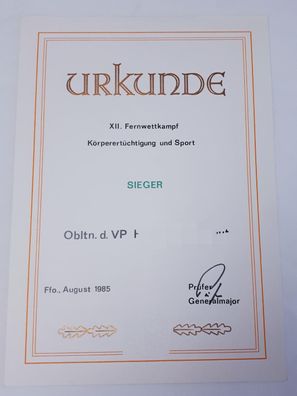 URKUNDE
XII. Fernwettkampf
Körperertüchtigung und Sport
SIEGER
Obltn. d. VP H
Ffo., August 1985
Prüfer
Generalmajor